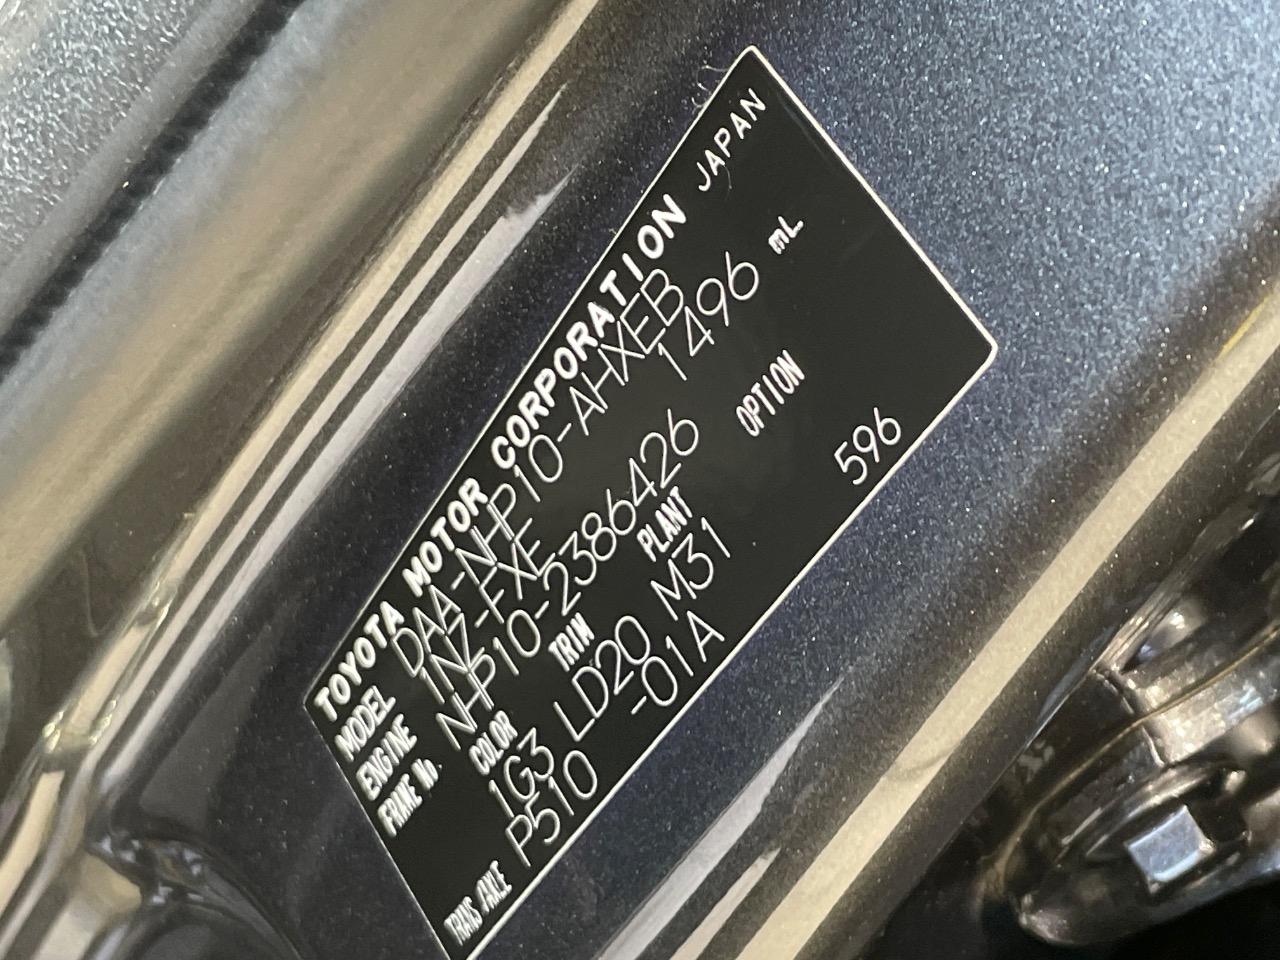 TOYOTA MOTOR CORPORATION JAPAN
MODEL DAA-NHP10-AHXEB
ENGINE 1NZ-FXE 1496 mL
FRAME No. NHP10-2386426
COLOR TRIM PLANT OPTION
1G3 LD20 M31
TRANS/AXLE P510 -01A 596